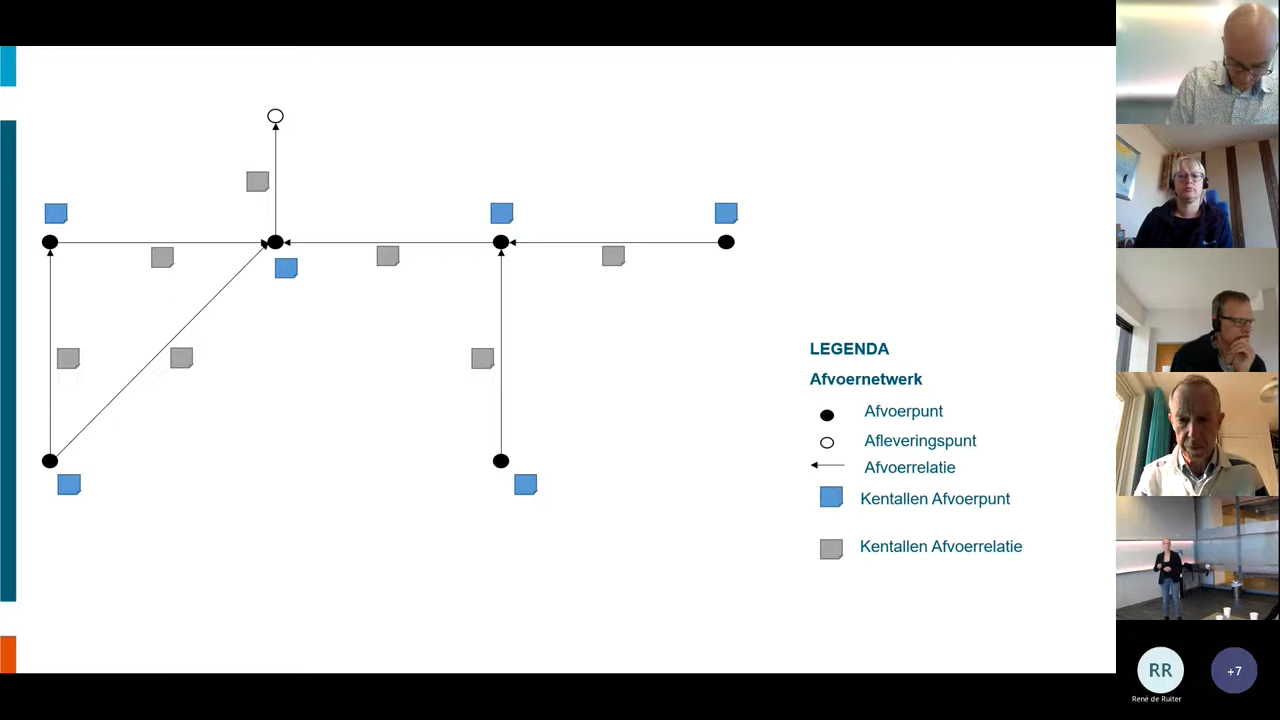 LEGENDA
Afvoernetwerk
Afvoerpunt
Afleveringspunt
Afvoerrelatie
Kentallen Afvoerpunt
Kentallen Afvoerrelatie
RR
+7
René de Ruiter